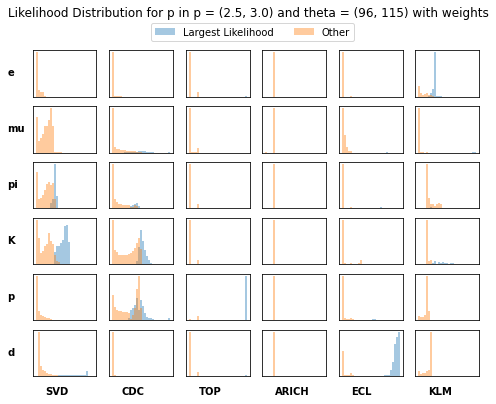 Likelihood Distribution for p in p = (2.5, 3.0) and theta = (96, 115) with weights
Largest Likelihood Other
e
mu
pi
K
p
d
SVD CDC TOP ARICH ECL KLM